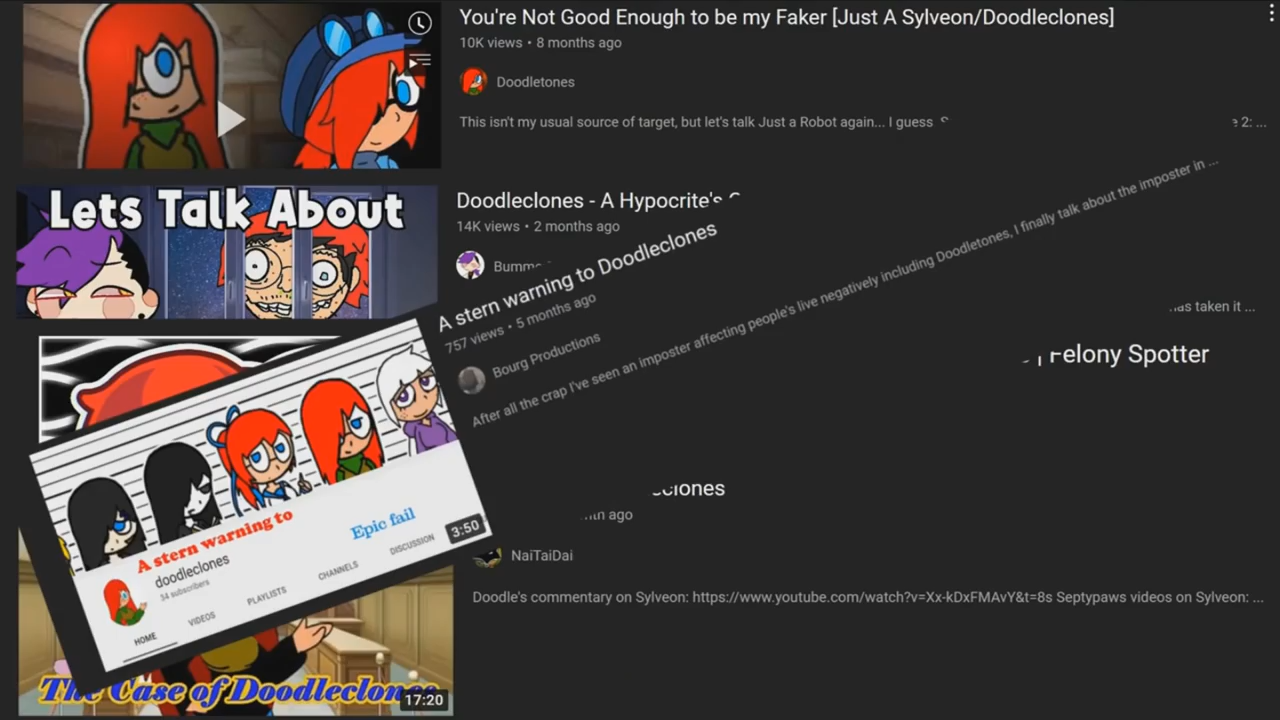 You're Not Good Enough to be my Faker [Just A Sylveon/Doodleclones]
10K views • 8 months ago
Doodletones
This isn't my usual source of target, but let's talk Just a Robot again... I guess
2: ...
Lets Talk About
Doodleclones - A Hypocrite's
14K views • 2 months ago
A stern warning to Doodleclones
757 views • 5 months ago
Bourg Productions
After all the crap I've seen an imposter affecting people's live negatively including Doodletones, I finally talk about the imposter in ...
taken it ...
Felony Spotter
A stern warning to
Epic fail
3:50
doodleclones
34 subscribers
HOME
VIDEOS
PLAYLISTS
CHANNELS
DISCUSSION
ago
NaiTaiDai
Doodle's commentary on Sylveon: https://www.youtube.com/watch?v=Xx-kDxFMAvY&t=8s Septypaws videos on Sylveon: ...
The Case of Doodleclones
17:20